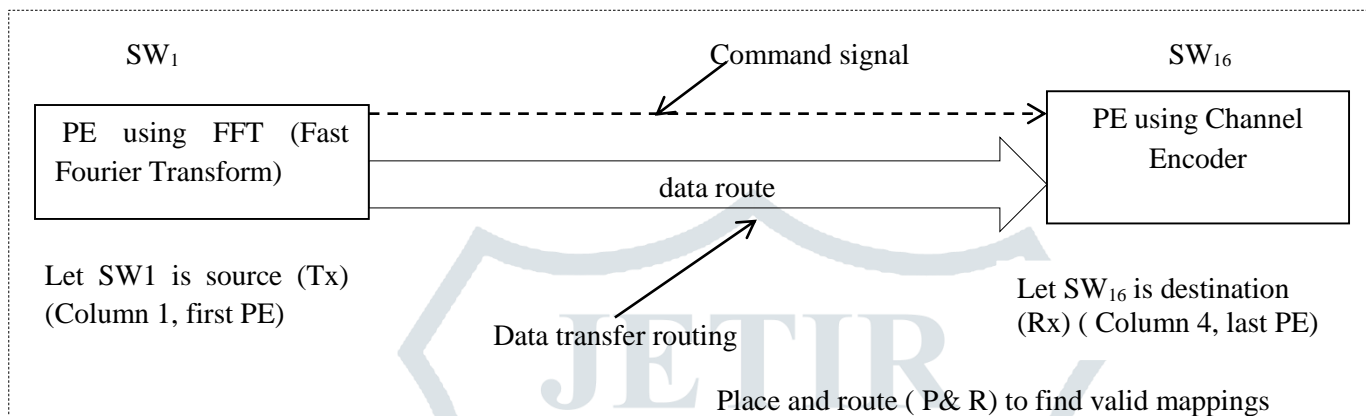 SW₁
Command signal
SW₁₆
PE using FFT (Fast
Fourier Transform)
PE using Channel
Encoder
data route
Let SW1 is source (Tx)
(Column 1, first PE)
Let SW₁₆ is destination
(Rx) ( Column 4, last PE)
Data transfer routing
JETIR
Place and route ( P& R) to find valid mappings